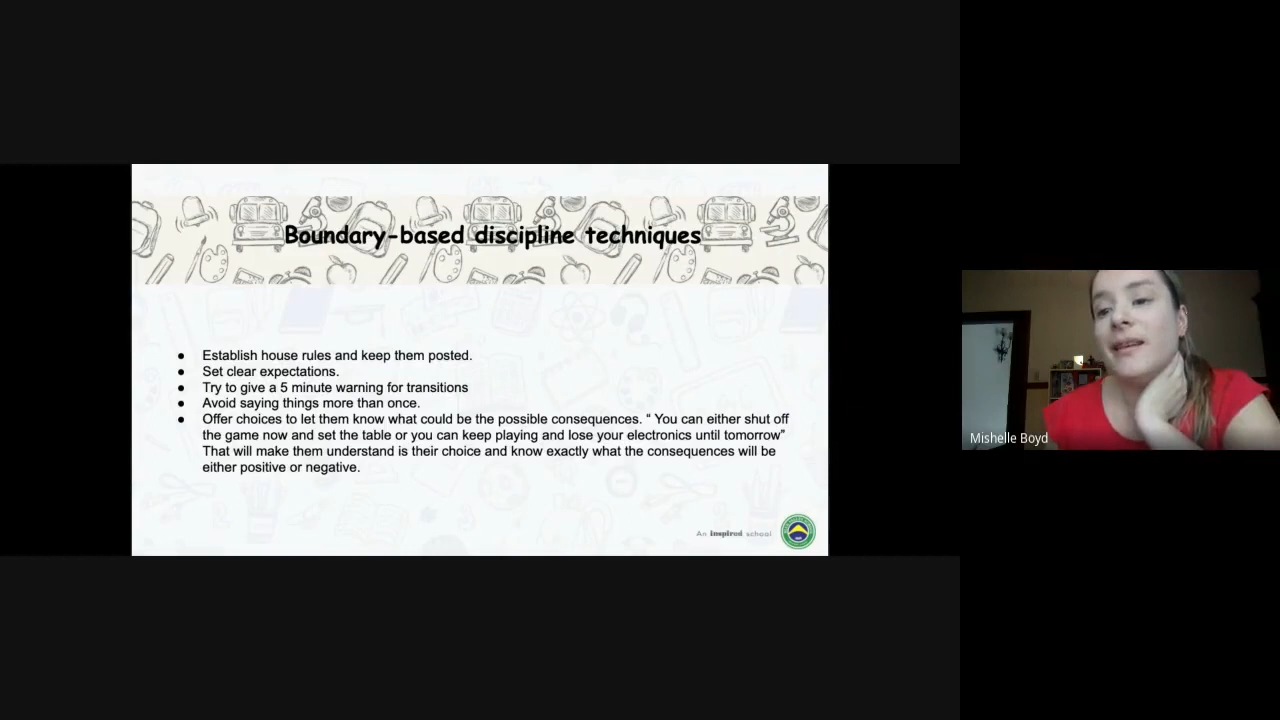 Boundary-based discipline techniques
● Establish house rules and keep them posted.
● Set clear expectations.
● Try to give a 5 minute warning for transitions
● Avoid saying things more than once.
● Offer choices to let them know what could be the possible consequences. “ You can either shut off
the game now and set the table or you can keep playing and lose your electronics until tomorrow”
That will make them understand is their choice and know exactly what the consequences will be
either positive or negative.
An inspired school
Mishelle Boyd